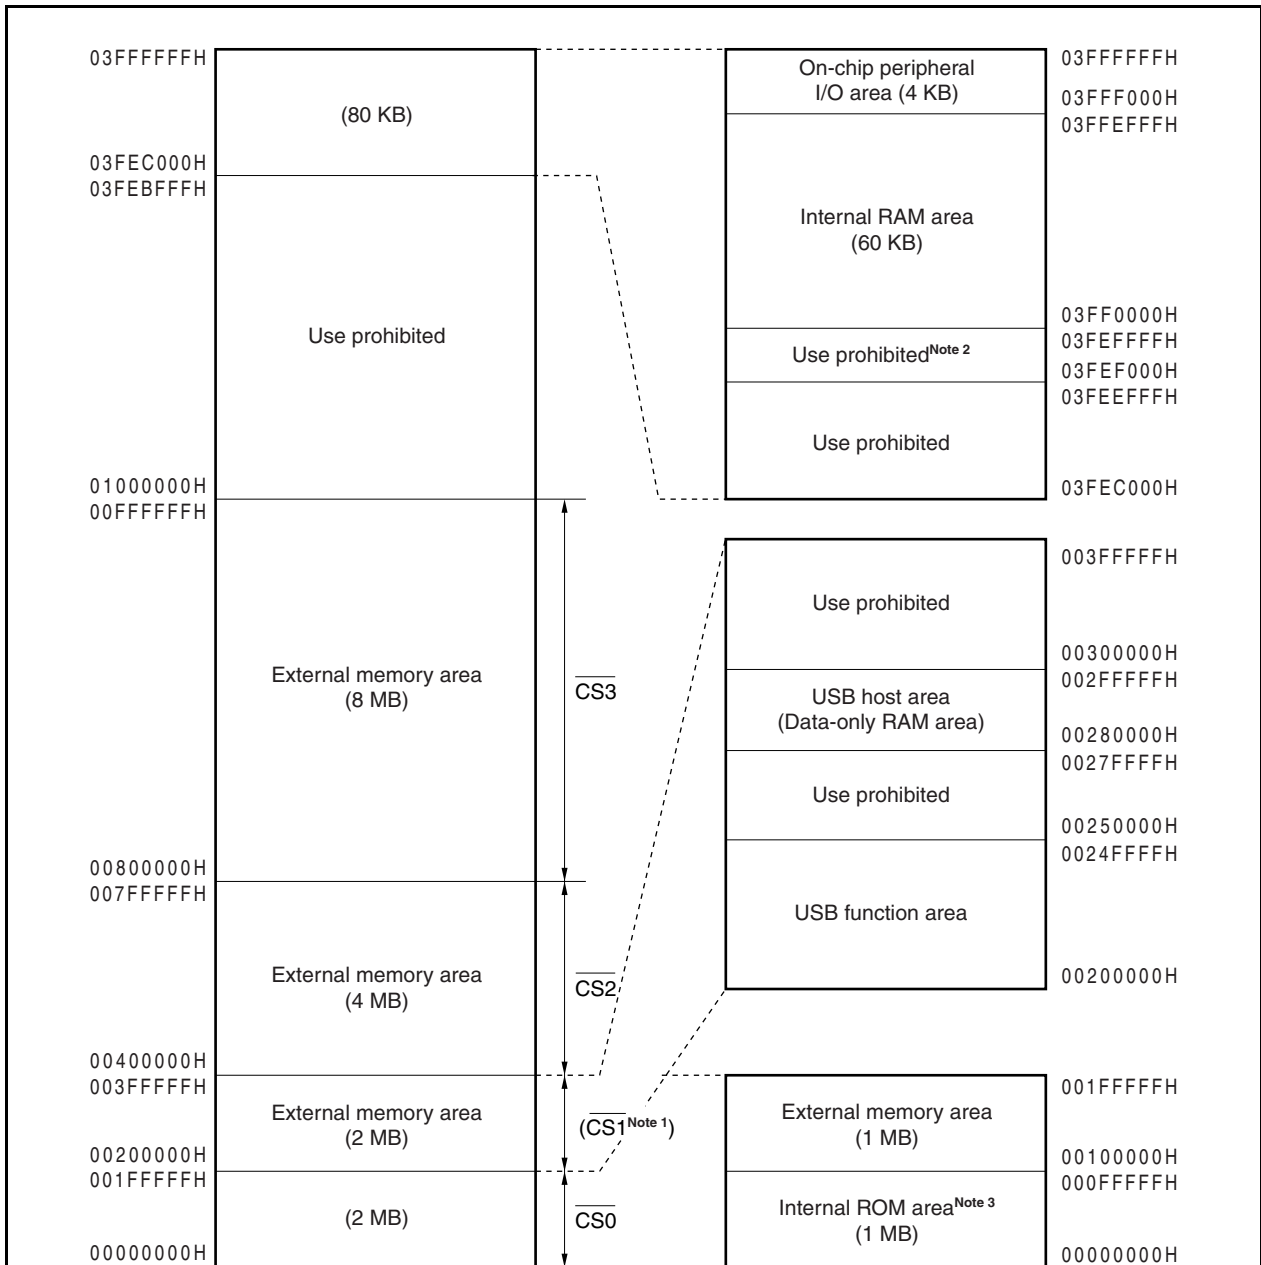 03FFFFFFH
(80 KB)
03FEC000H
03FEBFFFH
Use prohibited
01000000H
00FFFFFFH
External memory area
(8 MB)
CS3
00800000H
007FFFFFH
External memory area
(4 MB)
CS2
00400000H
003FFFFFH
External memory area
(2 MB)
(CS1Note 1)
00200000H
001FFFFFH
(2 MB)
CS0
00000000H
On-chip peripheral
I/O area (4 KB)
03FFFFFFH
03FFF000H
03FFEFFFH
Internal RAM area
(60 KB)
03FF0000H
03FEFFFFH
Use prohibitedNote 2
03FEF000H
03FEEFFFH
Use prohibited
03FEC000H
003FFFFFH
Use prohibited
00300000H
002FFFFFH
USB host area
(Data-only RAM area)
00280000H
0027FFFFH
Use prohibited
00250000H
0024FFFFH
USB function area
00200000H
001FFFFFH
External memory area
(1 MB)
00100000H
000FFFFFH
Internal ROM areaNote 3
(1 MB)
00000000H